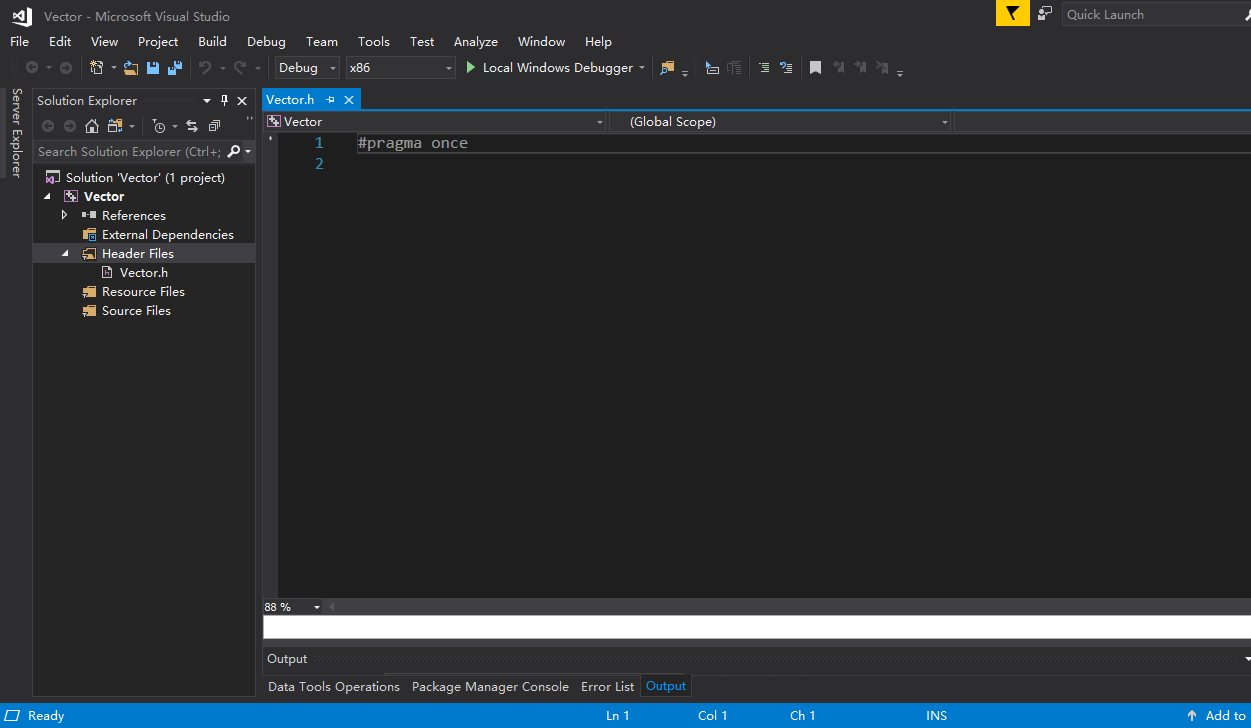 Vector - Microsoft Visual Studio
Quick Launch
File Edit View Project Build Debug Team Tools Test Analyze Window Help
Debug x86 Local Windows Debugger
Server Explorer
Solution Explorer
Search Solution Explorer (Ctrl+;
Solution 'Vector' (1 project)
Vector
References
External Dependencies
Header Files
Vector.h
Resource Files
Source Files
Vector.h
Vector (Global Scope)
1 #pragma once
2
88 %
Output
Data Tools Operations Package Manager Console Error List Output
Ready Ln 1 Col 1 Ch 1 INS Add to